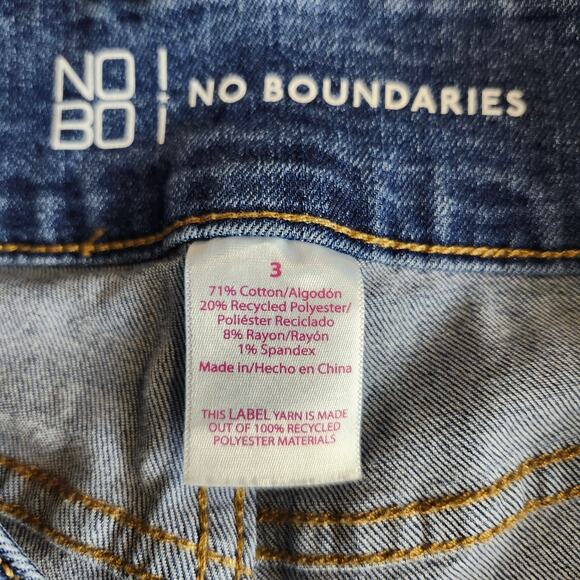 NO
BO
NO BOUNDARIES
3
71% Cotton/Algodón
20% Recycled Polyester/
Poliéster Reciclado
8% Rayon/Rayón
1% Spandex
Made in/Hecho en China
THIS LABEL YARN IS MADE
OUT OF 100% RECYCLED
POLYESTER MATERIALS